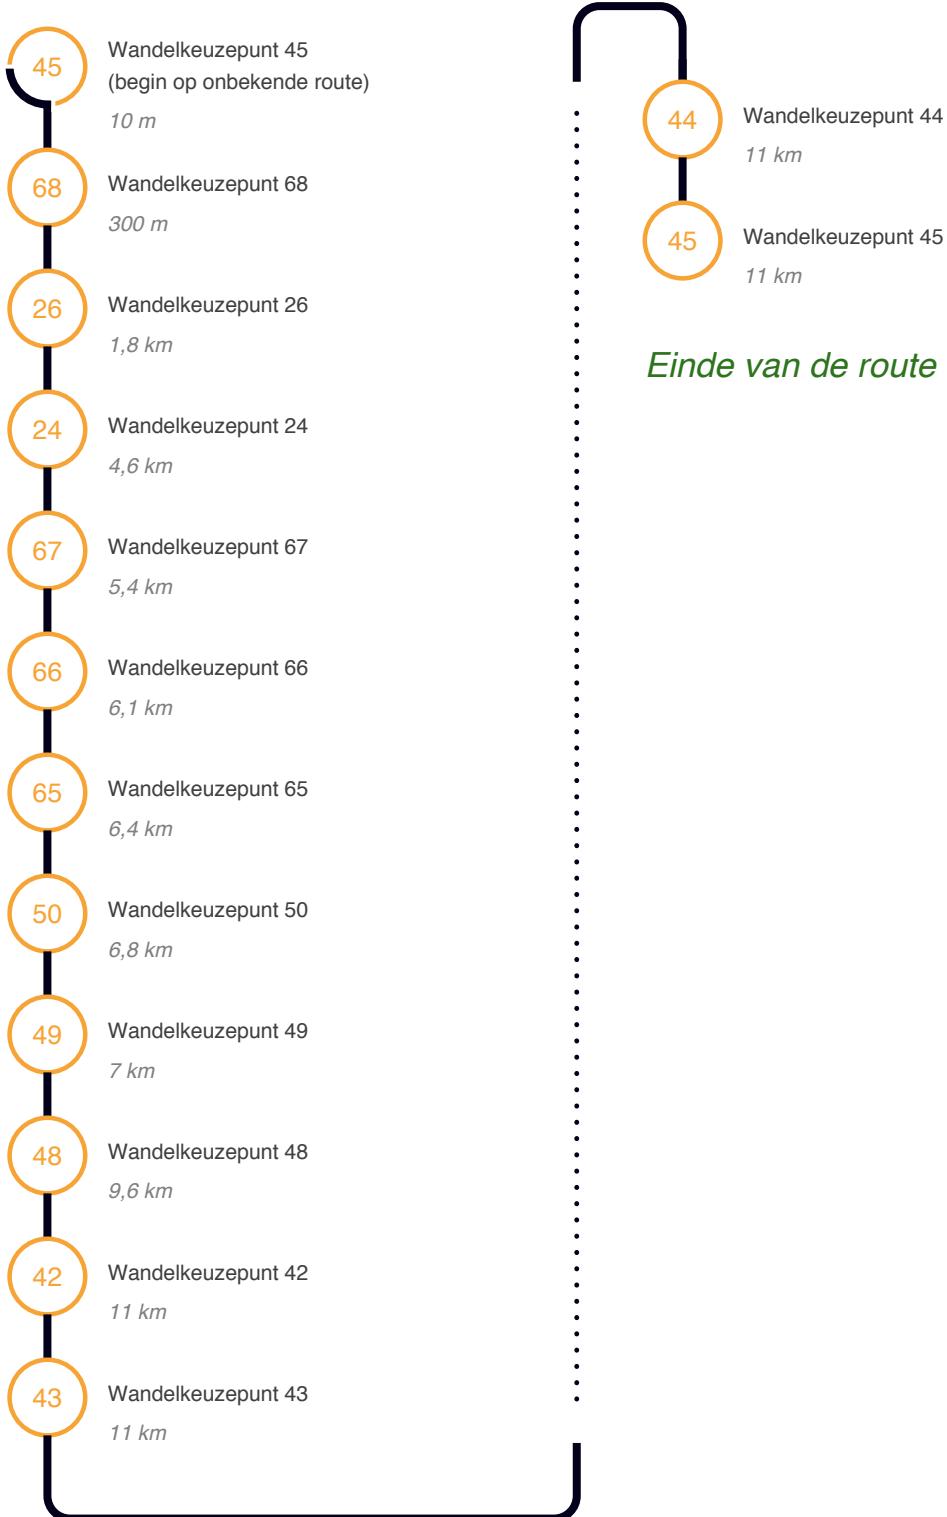 45
Wandelkeuzepunt 45
(begin op onbekende route)
10 m
68
Wandelkeuzepunt 68
300 m
26
Wandelkeuzepunt 26
1,8 km
24
Wandelkeuzepunt 24
4,6 km
67
Wandelkeuzepunt 67
5,4 km
66
Wandelkeuzepunt 66
6,1 km
65
Wandelkeuzepunt 65
6,4 km
50
Wandelkeuzepunt 50
6,8 km
49
Wandelkeuzepunt 49
7 km
48
Wandelkeuzepunt 48
9,6 km
42
Wandelkeuzepunt 42
11 km
43
Wandelkeuzepunt 43
11 km
44
Wandelkeuzepunt 44
11 km
45
Wandelkeuzepunt 45
11 km
Einde van de route